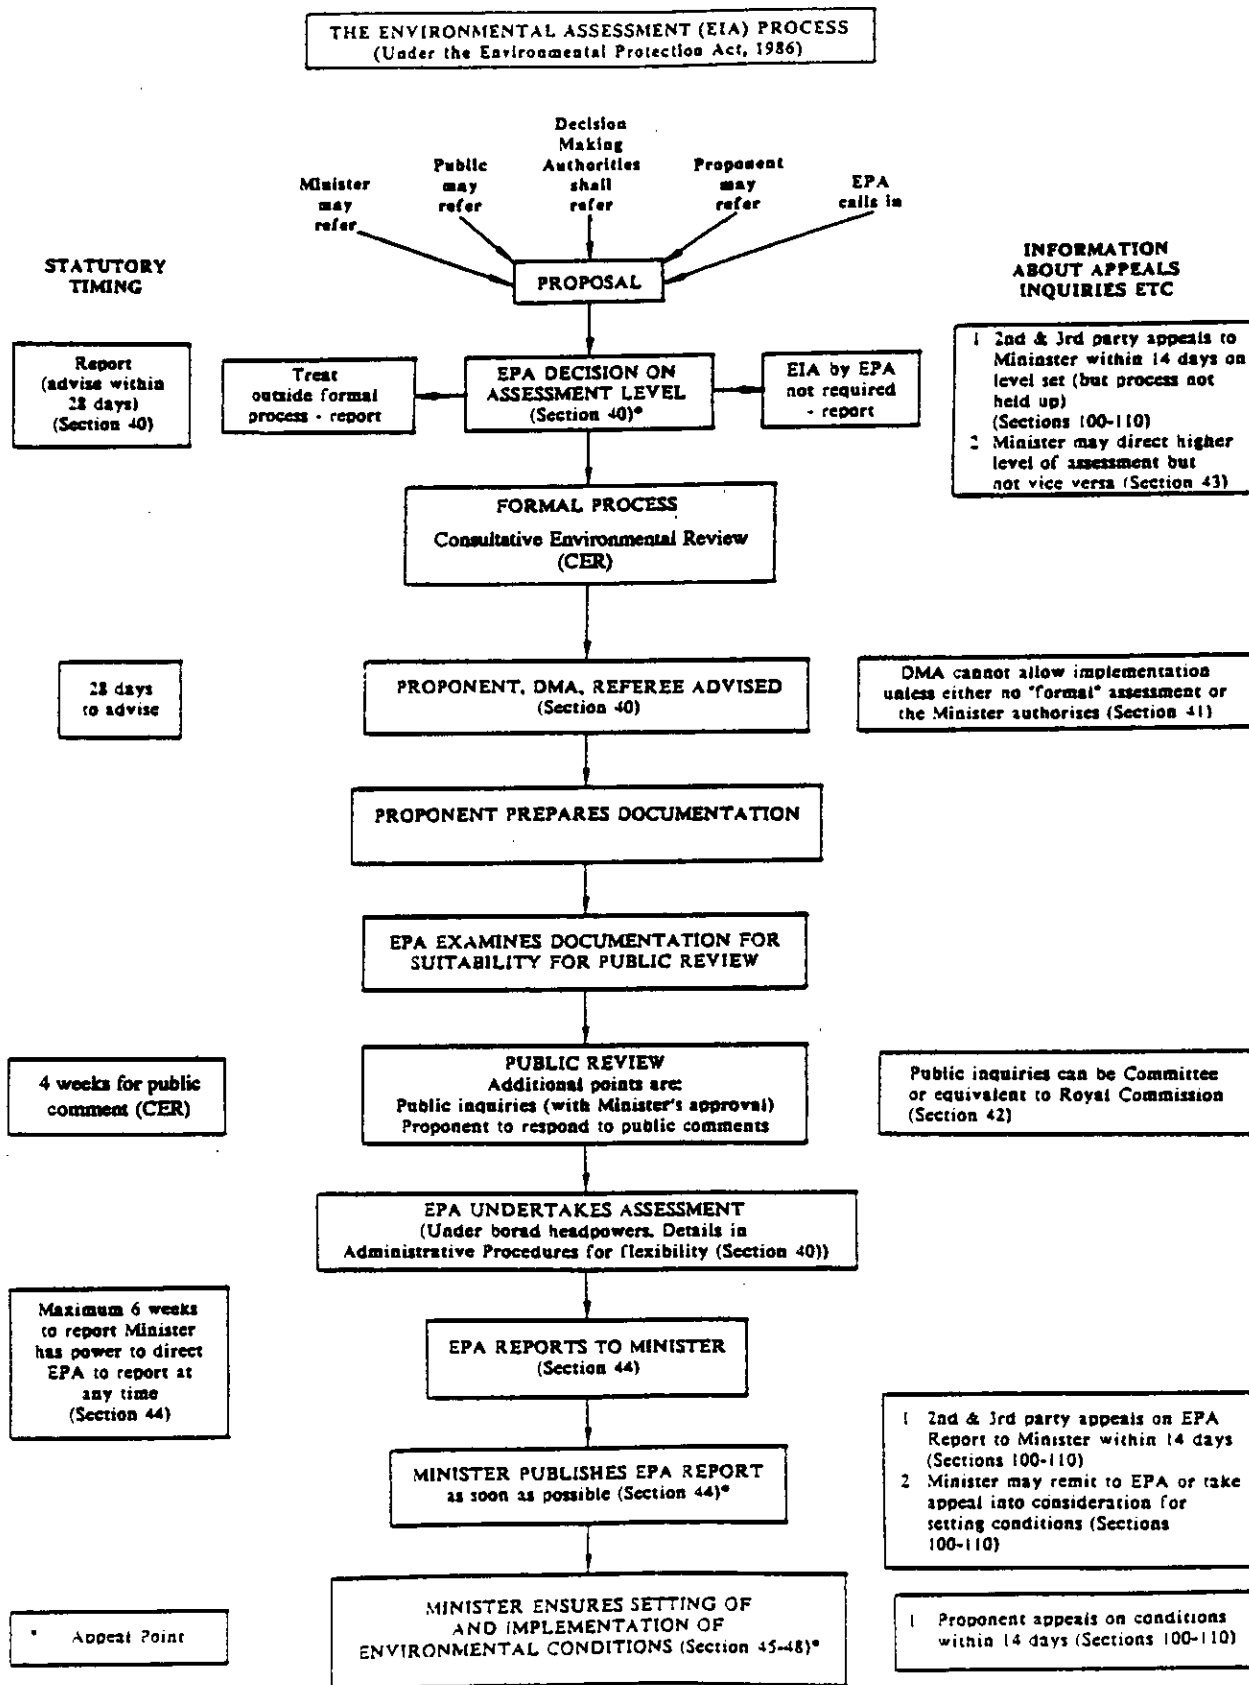 THE ENVIRONMENTAL ASSESSMENT (EIA) PROCESS
(Under the Environmental Protection Act, 1986)
Minister
may
refer
Public
may
refer
Decision
Making
Authorities
shall
refer
Proponent
may
refer
EPA
calls in
STATUTORY
TIMING
PROPOSAL
INFORMATION
ABOUT APPEALS
INQUIRIES ETC
Report
(advise within
28 days)
(Section 40)
Treat
outside formal
process - report
EPA DECISION ON
ASSESSMENT LEVEL
(Section 40)*
EIA by EPA
not required
- report
1 2nd & 3rd party appeals to
Mininster within 14 days on
level set (but process not
held up)
(Sections 100-110)
2 Minister may direct higher
level of assessment but
not vice versa (Section 43)
FORMAL PROCESS
Consultative Environmental Review
(CER)
28 days
to advise
PROPONENT, DMA, REFEREE ADVISED
(Section 40)
DMA cannot allow implementation
unless either no "formal" assessment or
the Minister authorises (Section 41)
PROPONENT PREPARES DOCUMENTATION
EPA EXAMINES DOCUMENTATION FOR
SUITABILITY FOR PUBLIC REVIEW
4 weeks for public
comment (CER)
PUBLIC REVIEW
Additional points are:
Public inquiries (with Minister's approval)
Proponent to respond to public comments
Public inquiries can be Committee
or equivalent to Royal Commission
(Section 42)
EPA UNDERTAKES ASSESSMENT
(Under borad headpowers. Details in
Administrative Procedures for flexibility (Section 40))
Maximum 6 weeks
to report Minister
has power to direct
EPA to report at
any time
(Section 44)
EPA REPORTS TO MINISTER
(Section 44)
MINISTER PUBLISHES EPA REPORT
as soon as possible (Section 44)*
1 2nd & 3rd party appeals on EPA
Report to Minister within 14 days
(Sections 100-110)
2 Minister may remit to EPA or take
appeal into consideration for
setting conditions (Sections
100-110)
* Appeal Point
MINISTER ENSURES SETTING OF
AND IMPLEMENTATION OF
ENVIRONMENTAL CONDITIONS (Section 45-48)*
1 Proponent appeals on conditions
within 14 days (Sections 100-110)